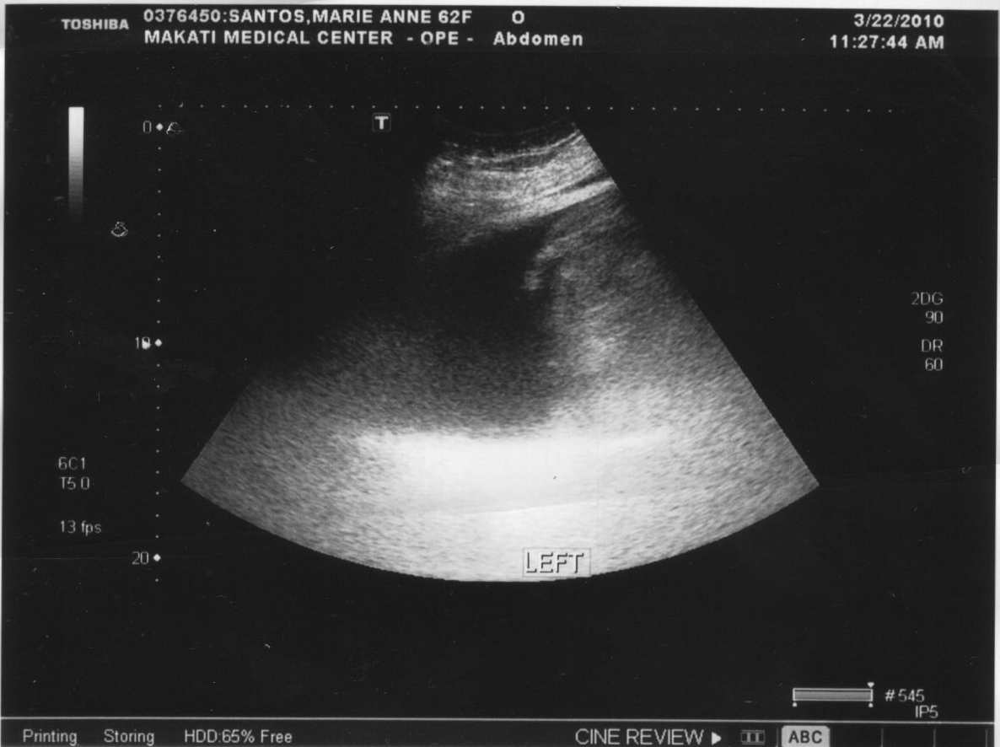 TOSHIBA
0376450:SANTOS,MARIE ANNE 62F O
MAKATI MEDICAL CENTER - OPE - Abdomen
3/22/2010
11:27:44 AM
T
0
10
20
2DG
90
DR
60
6C1
T5.0
13 fps
LEFT
#545
IP5
Printing Storing HDD:65% Free CINE REVIEW ABC